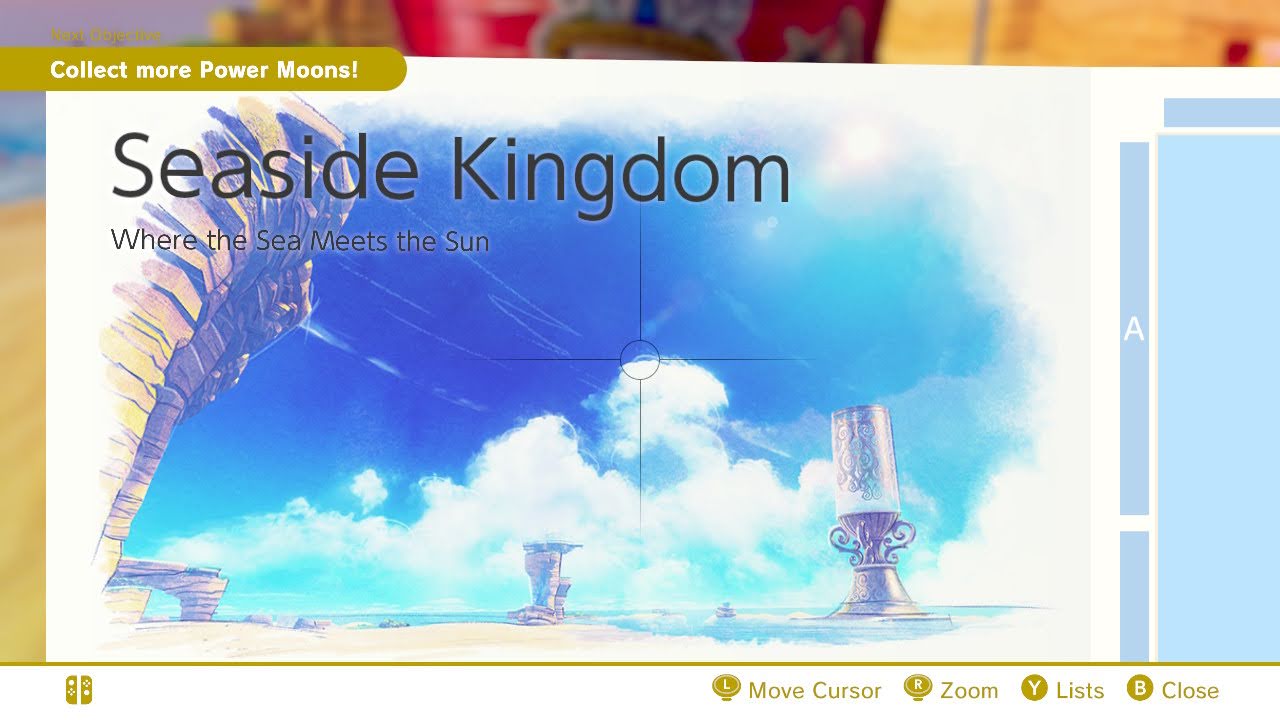 Next Objective
Collect more Power Moons!
Seaside Kingdom
Where the Sea Meets the Sun
A
L Move Cursor R Zoom Y Lists B Close